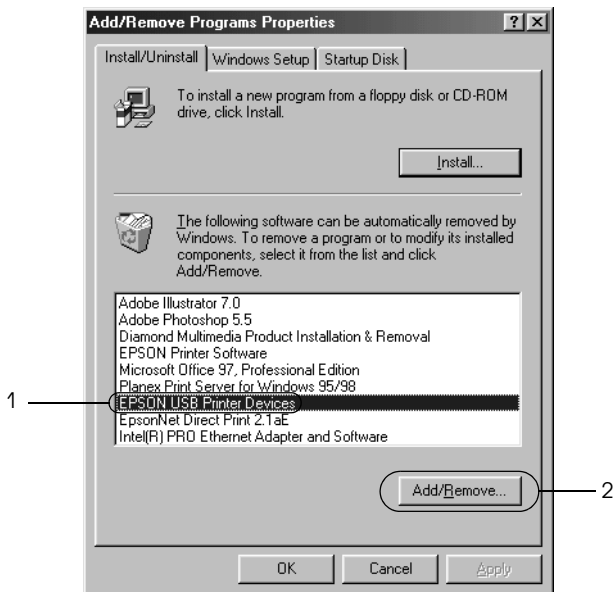 Add/Remove Programs Properties
Install/Uninstall
Windows Setup
Startup Disk
To install a new program from a floppy disk or CD-ROM
drive, click Install.
Install...
The following software can be automatically removed by
Windows. To remove a program or to modify its installed
components, select it from the list and click
Add/Remove.
Adobe Illustrator 7.0
Adobe Photoshop 5.5
Diamond Multimedia Product Installation & Removal
EPSON Printer Software
Microsoft Office 97, Professional Edition
Planex Print Server for Windows 95/98
1
EPSON USB Printer Devices
EpsonNet Direct Print 2.1aE
Intel(R) PRO Ethernet Adapter and Software
Add/Remove...
2
OK
Cancel
Apply